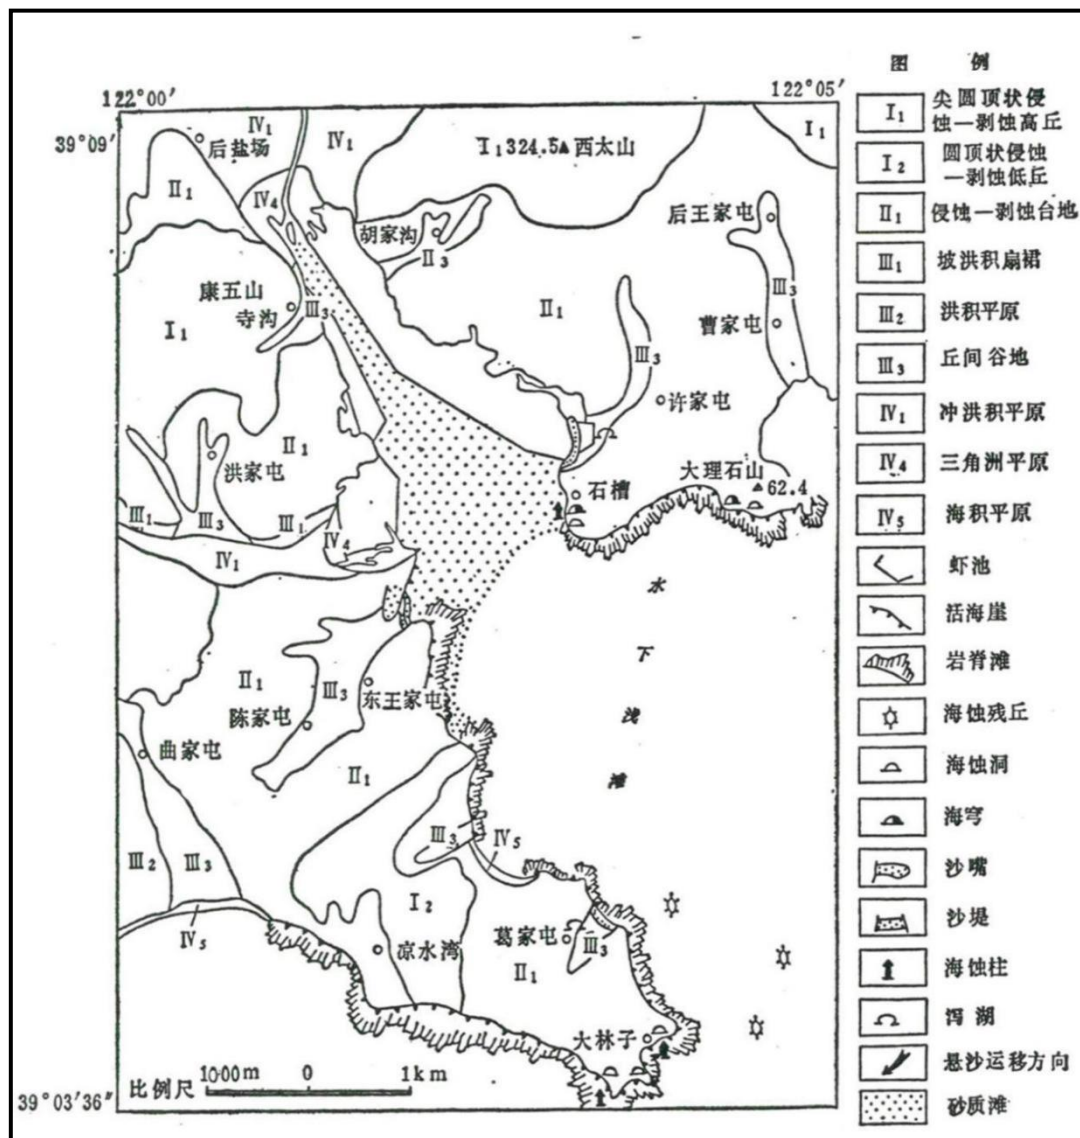 图 例
122°00′
122°05′
39°09′
39°03′36″
Ⅰ₁
尖圆顶状侵
蚀—剥蚀高丘
Ⅰ₂
圆顶状侵蚀
—剥蚀低丘
Ⅱ₁
侵蚀—剥蚀台地
Ⅲ₁
坡洪积扇裙
Ⅲ₂
洪积平原
Ⅲ₃
丘间谷地
Ⅳ₁
冲洪积平原
Ⅳ₄
三角洲平原
Ⅳ₅
海积平原
虾池
活海崖
岩脊滩
海蚀残丘
海蚀洞
海穹
沙嘴
沙堤
海蚀柱
泻湖
悬沙运移方向
砂质滩
Ⅳ₁
Ⅳ₁
Ⅰ₁ 324.5 西太山
Ⅰ₁
后盐场
Ⅱ₁
Ⅳ₄
胡家沟
Ⅱ₃
后王家屯
Ⅲ₃
康五山
寺沟
Ⅲ₃
Ⅰ₁
Ⅱ₁
Ⅲ₃
曹家屯
许家屯
Ⅱ₁
洪家屯
大理石山
62.4
石槽
Ⅲ₁
Ⅲ₃
Ⅲ₁
Ⅳ₄
Ⅳ₁
水
下
浅
滩
Ⅱ₁
Ⅲ₃
东王家屯
陈家屯
曲家屯
Ⅱ₁
Ⅲ₃
Ⅳ₅
Ⅲ₂
Ⅲ₃
Ⅰ₂
Ⅳ₅
凉水湾
葛家屯
Ⅲ₃
Ⅱ₁
大林子
比例尺
1000m 0 1km